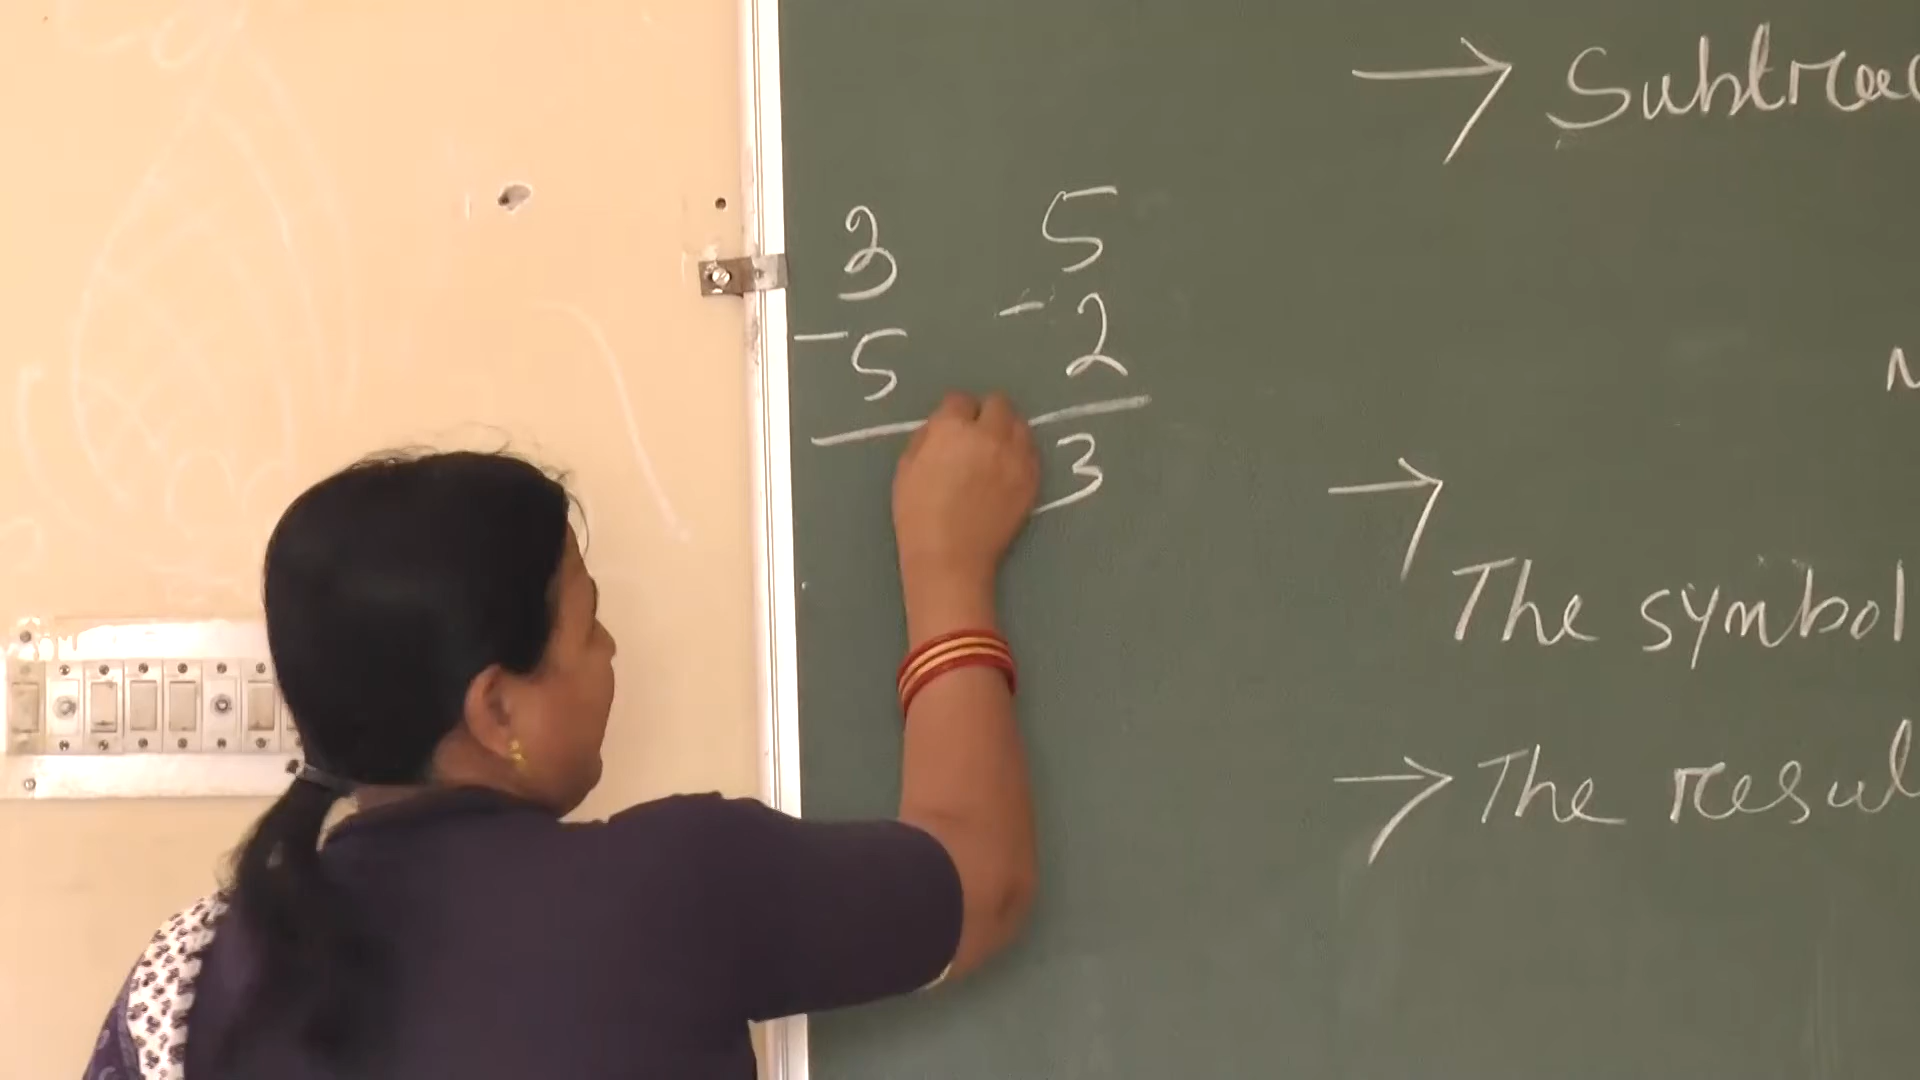 → Subtrac
3 5
-5 -2
3
→
The symbol
→ The resul